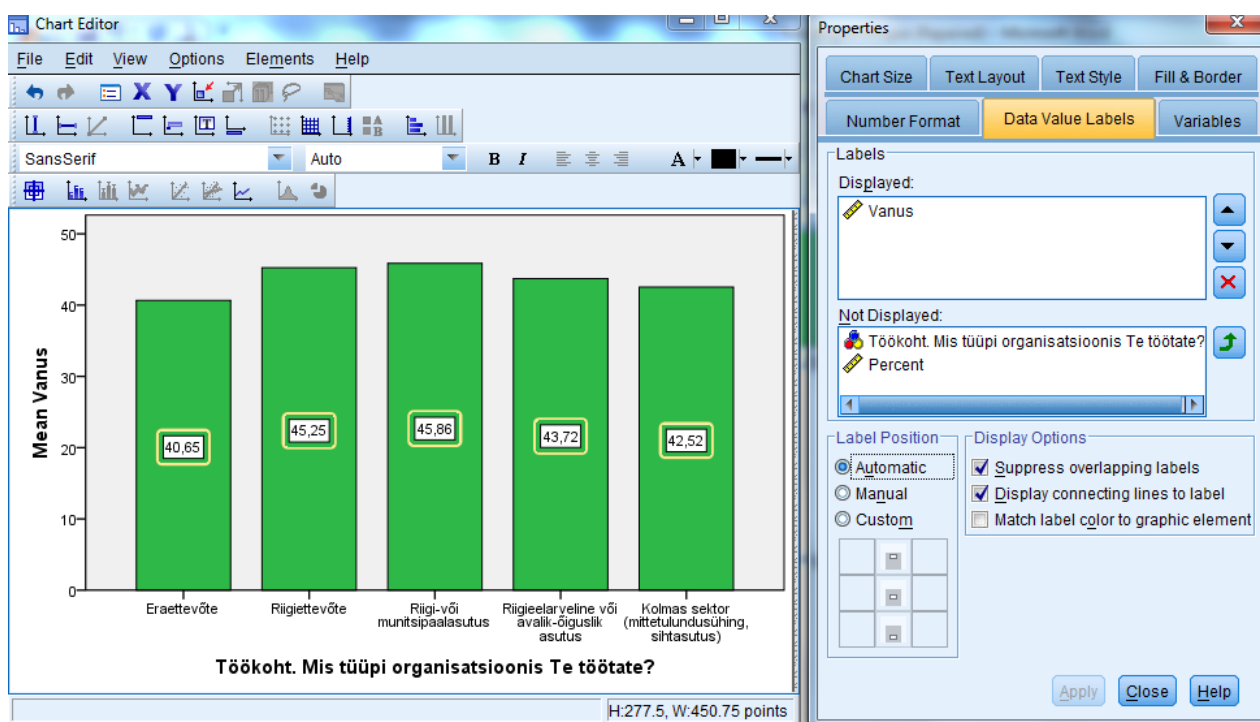 Chart Editor
File Edit View Options Elements Help
SansSerif Auto B I A
50
40
30
20
10
0
Mean Vanus
40,65
45,25
45,86
43,72
42,52
Eraettevõte
Riigiettevõte
Riigi-või
munitsipaalasutus
Riigieelarveline või
avalik-õiguslik
asutus
Kolmas sektor
(mittetulundusühing,
sihtasutus)
Töökoht. Mis tüüpi organisatsioonis Te töötate?
H:277.5, W:450.75 points
Properties
Chart Size Text Layout Text Style Fill & Border
Number Format Data Value Labels Variables
Labels
Displayed:
Vanus
Not Displayed:
Töökoht. Mis tüüpi organisatsioonis Te töötate?
Percent
Label Position
Automatic
Manual
Custom
Display Options
Suppress overlapping labels
Display connecting lines to label
Match label color to graphic element
Apply Close Help